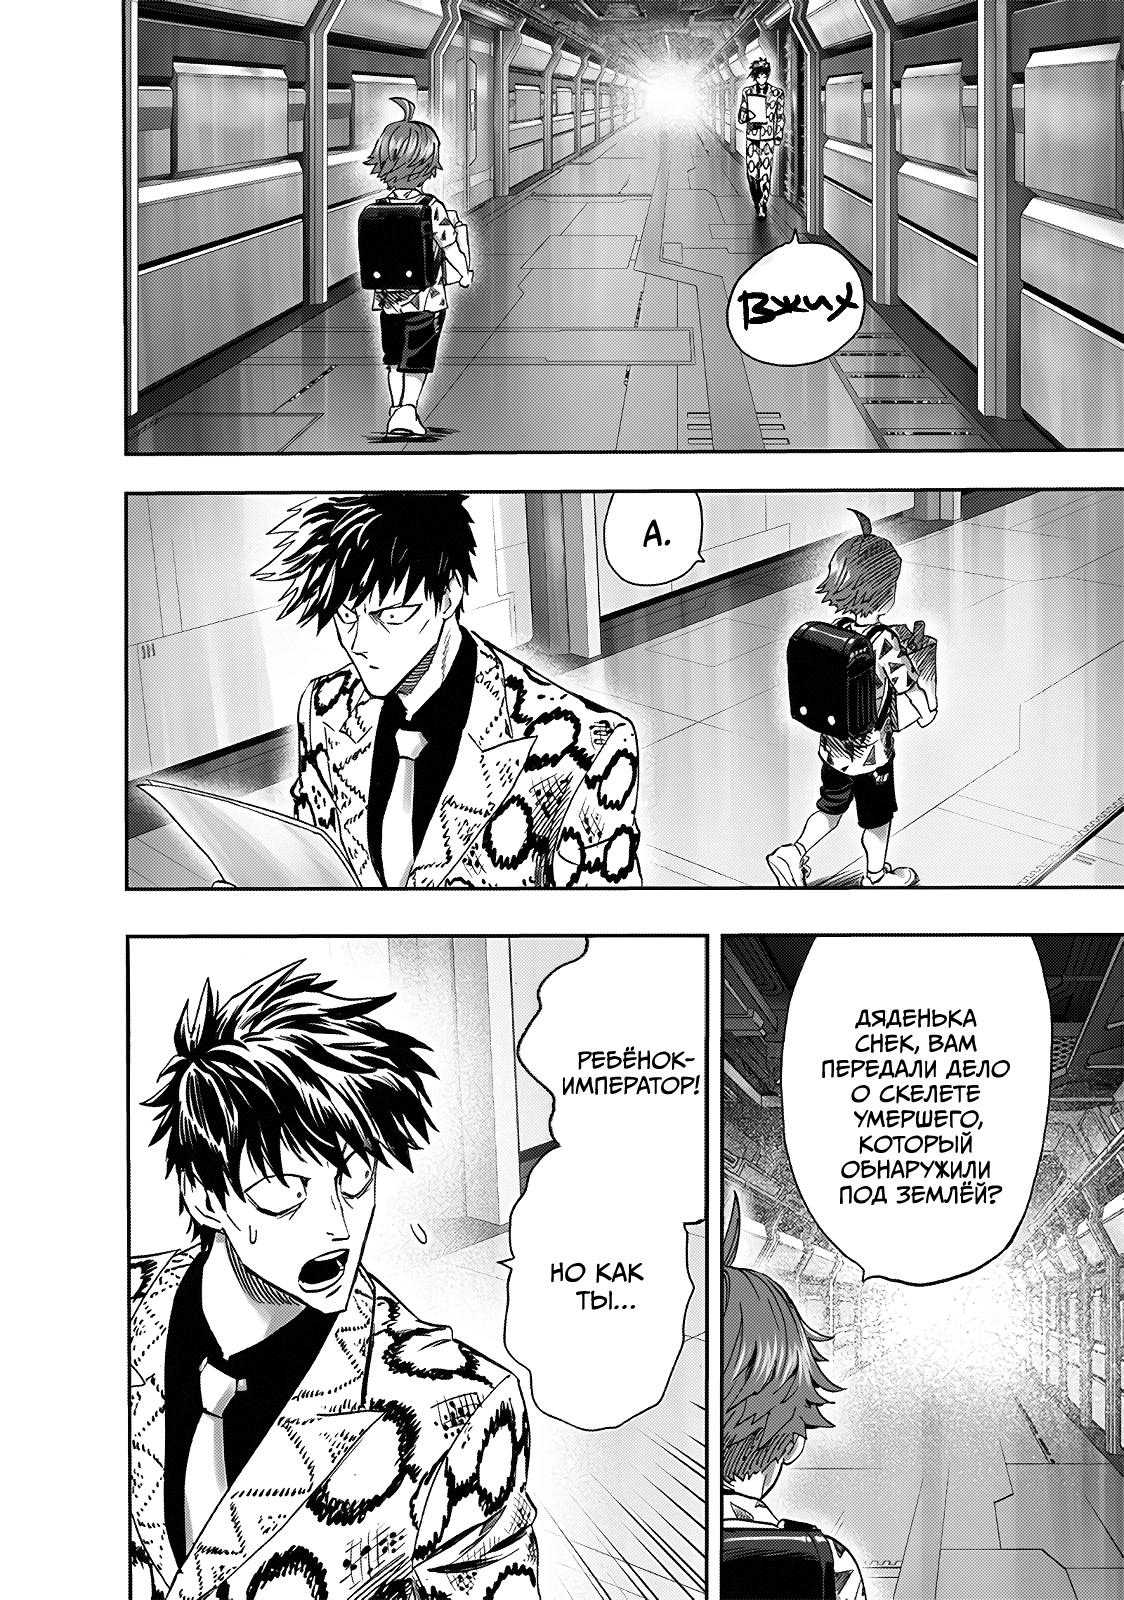 ВЖИХ
А.
ДЯДЕНЬКА
СНЕК, ВАМ
ПЕРЕДАЛИ ДЕЛО
О СКЕЛЕТЕ
УМЕРШЕГО,
КОТОРЫЙ
ОБНАРУЖИЛИ
ПОД ЗЕМЛЁЙ?
РЕБЁНОК-
ИМПЕРАТОР!
НО КАК
ТЫ...